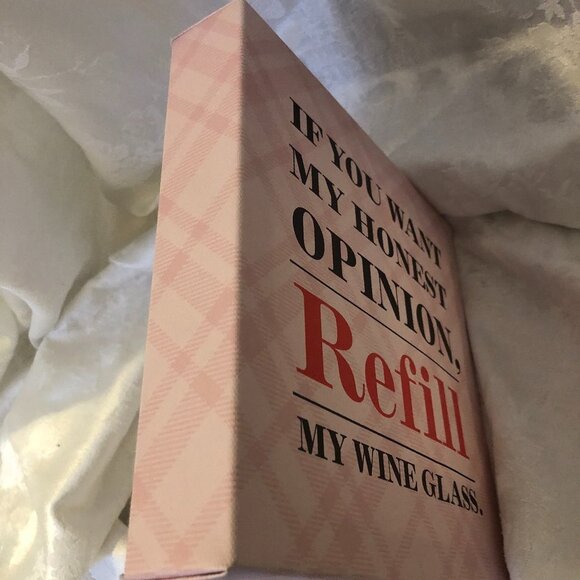 IF YOU WANT
MY HONEST
OPINION,
Refill
MY WINE GLASS.